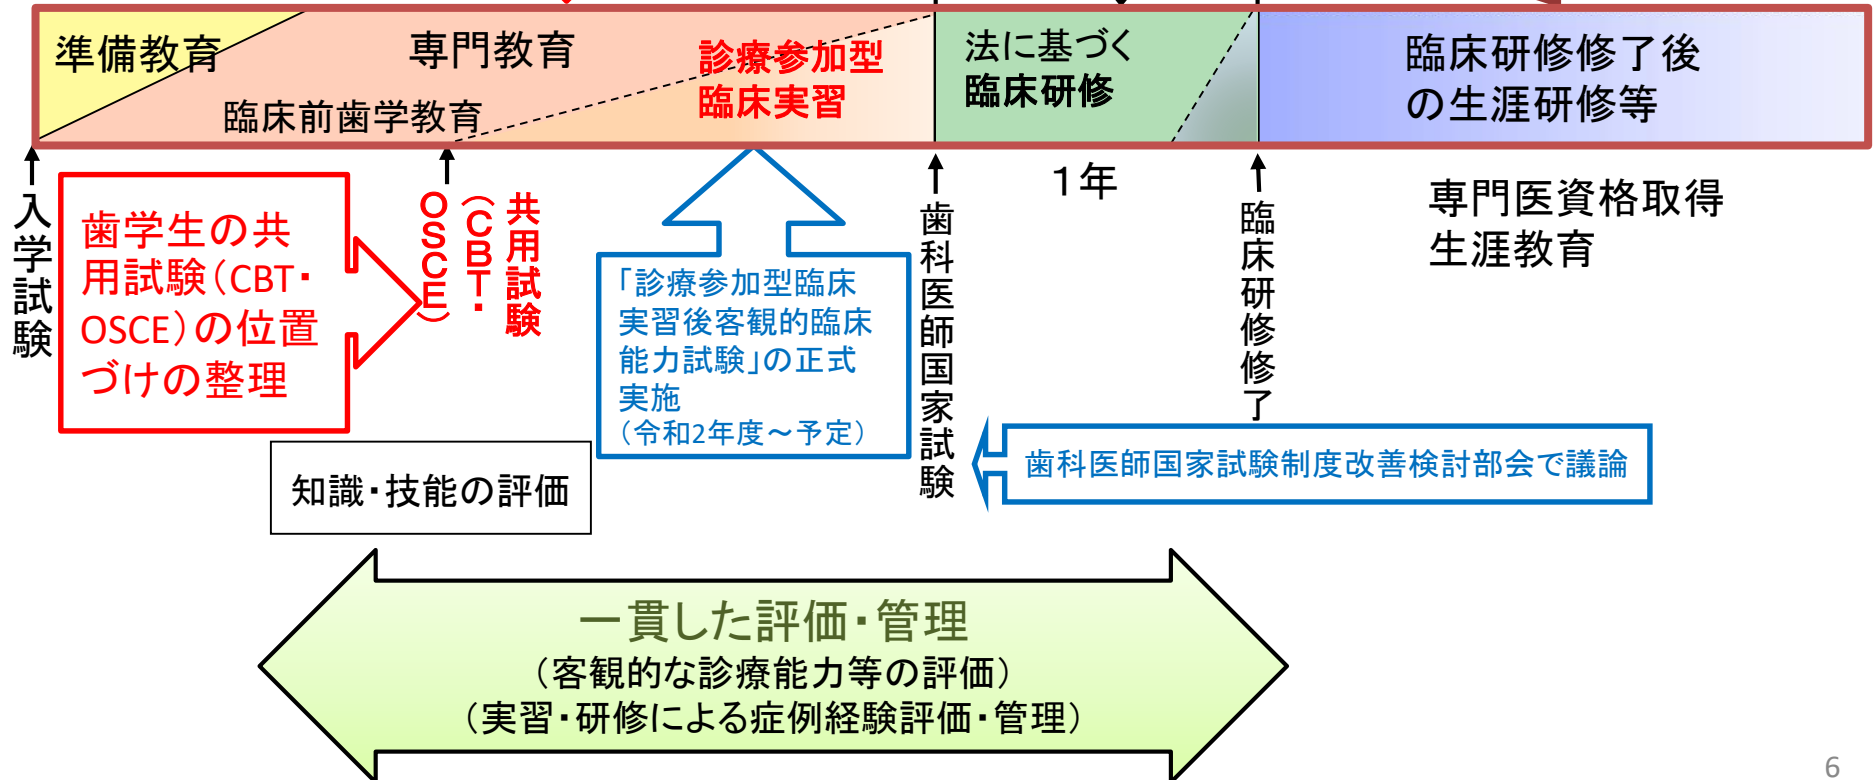 準備教育
専門教育
臨床前歯学教育
診療参加型
臨床実習
法に基づく
臨床研修
臨床研修修了後
の生涯研修等
入学試験
歯学生の共
用試験(CBT・
OSCE)の位置
づけの整理
共用試験
(CBT・
OSCE)
「診療参加型臨床
実習後客観的臨床
能力試験」の正式
実施
(令和2年度～予定)
歯科医師国家試験
1年
臨床研修修了
専門医資格取得
生涯教育
歯科医師国家試験制度改善検討部会で議論
知識・技能の評価
一貫した評価・管理
(客観的な診療能力等の評価)
(実習・研修による症例経験評価・管理)
6